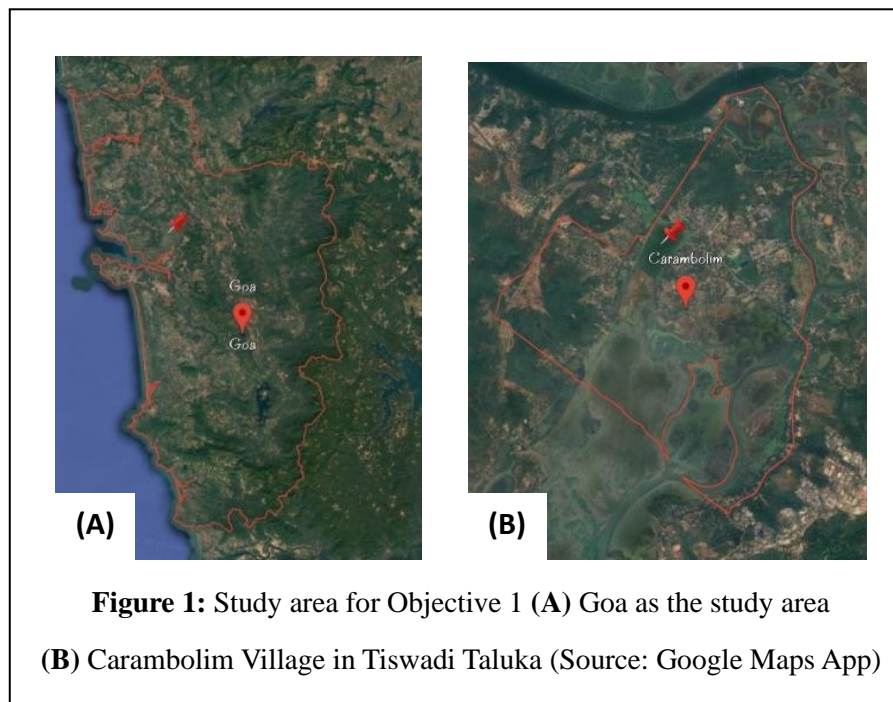 Goa
Goa
(A)
Carambolim
(B)
Figure 1: Study area for Objective 1 (A) Goa as the study area
(B) Carambolim Village in Tiswadi Taluka (Source: Google Maps App)